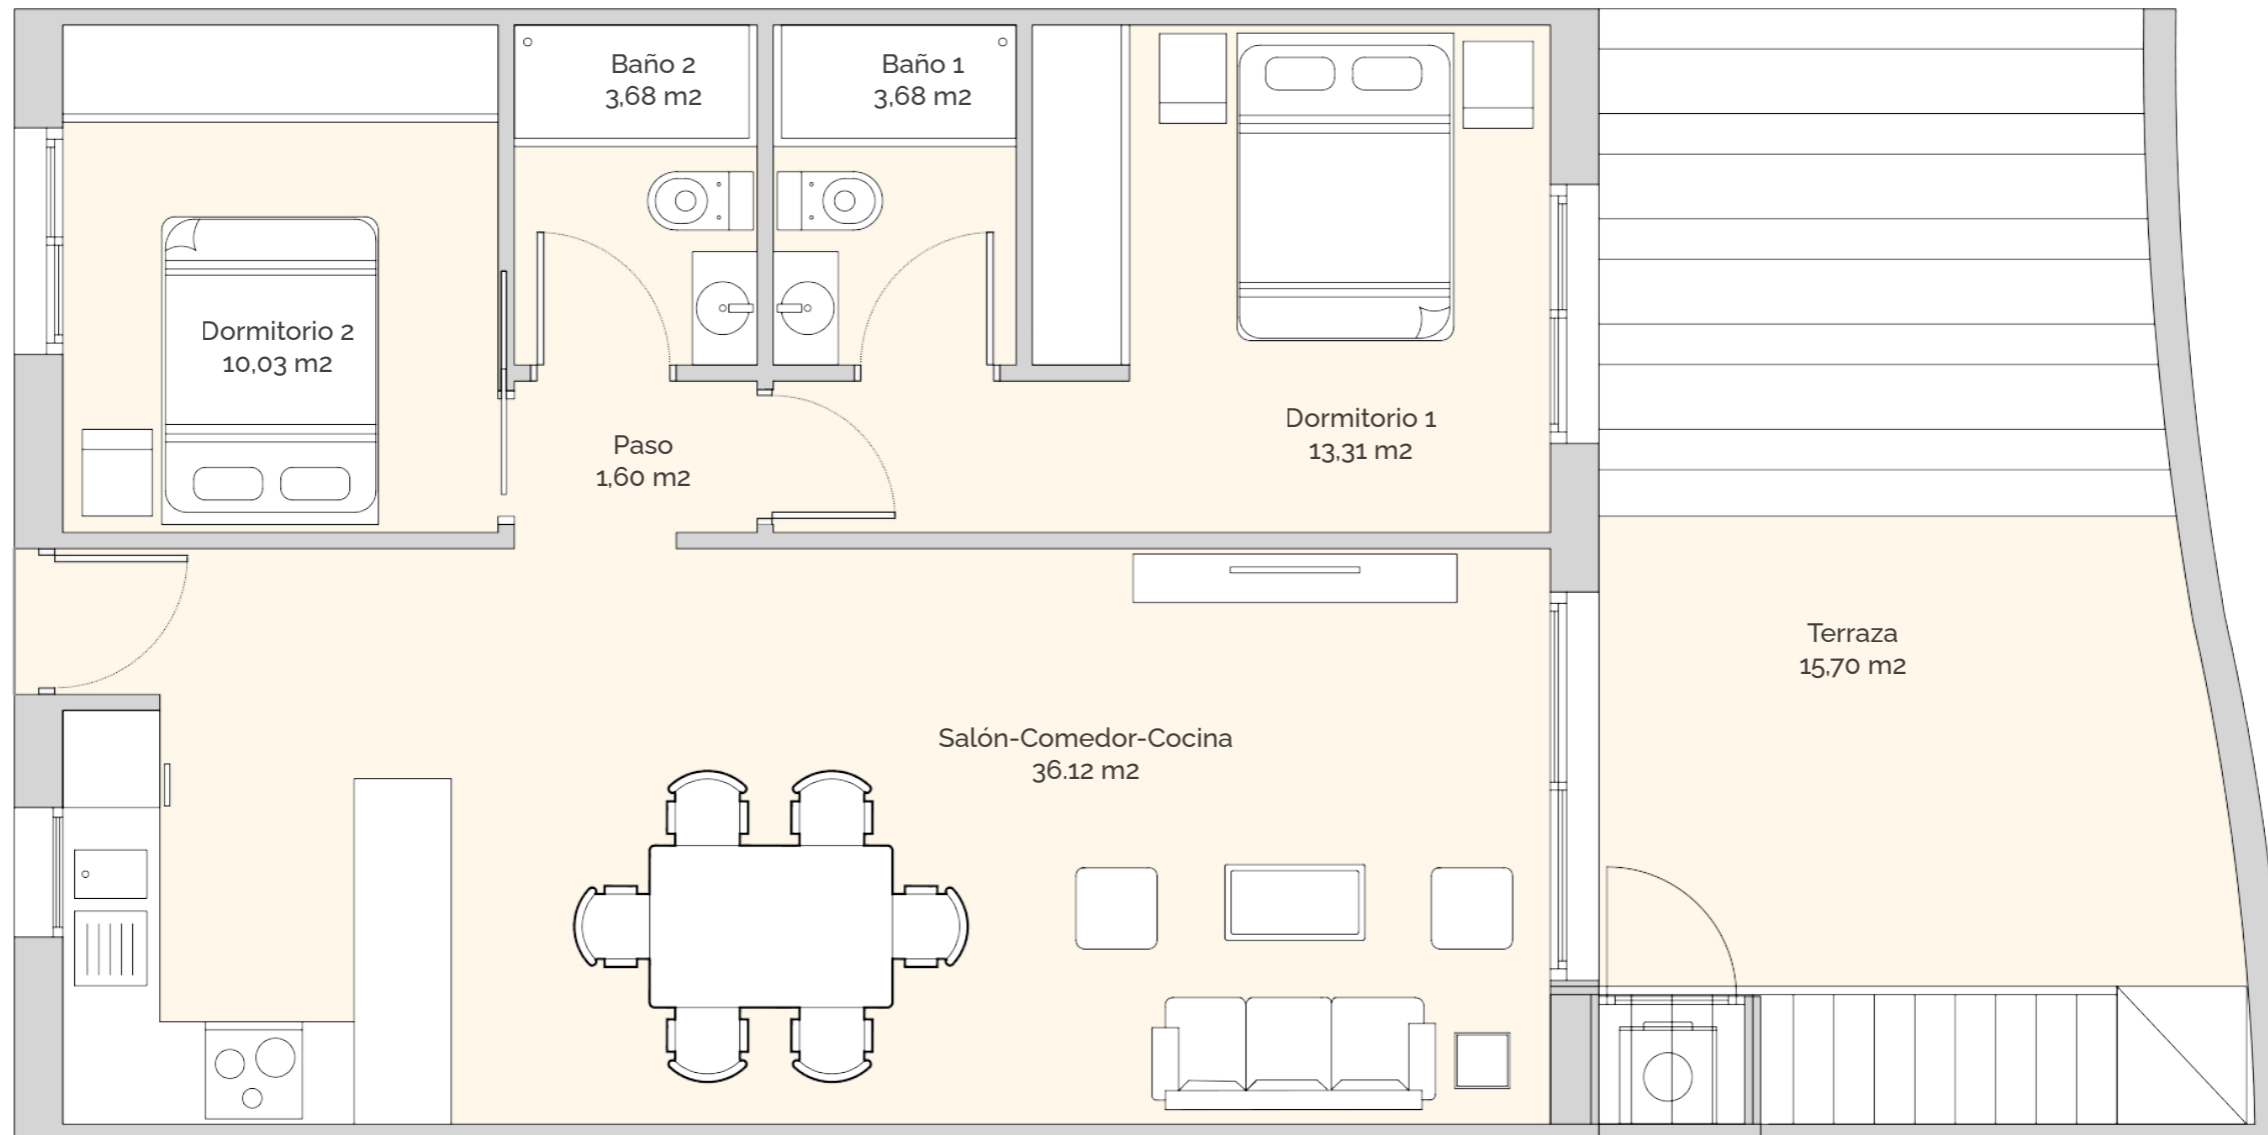 Baño 2
3,68 m2
Baño 1
3,68 m2
Dormitorio 2
10,03 m2
Dormitorio 1
13,31 m2
Paso
1,60 m2
Terraza
15,70 m2
Salón-Comedor-Cocina
36.12 m2